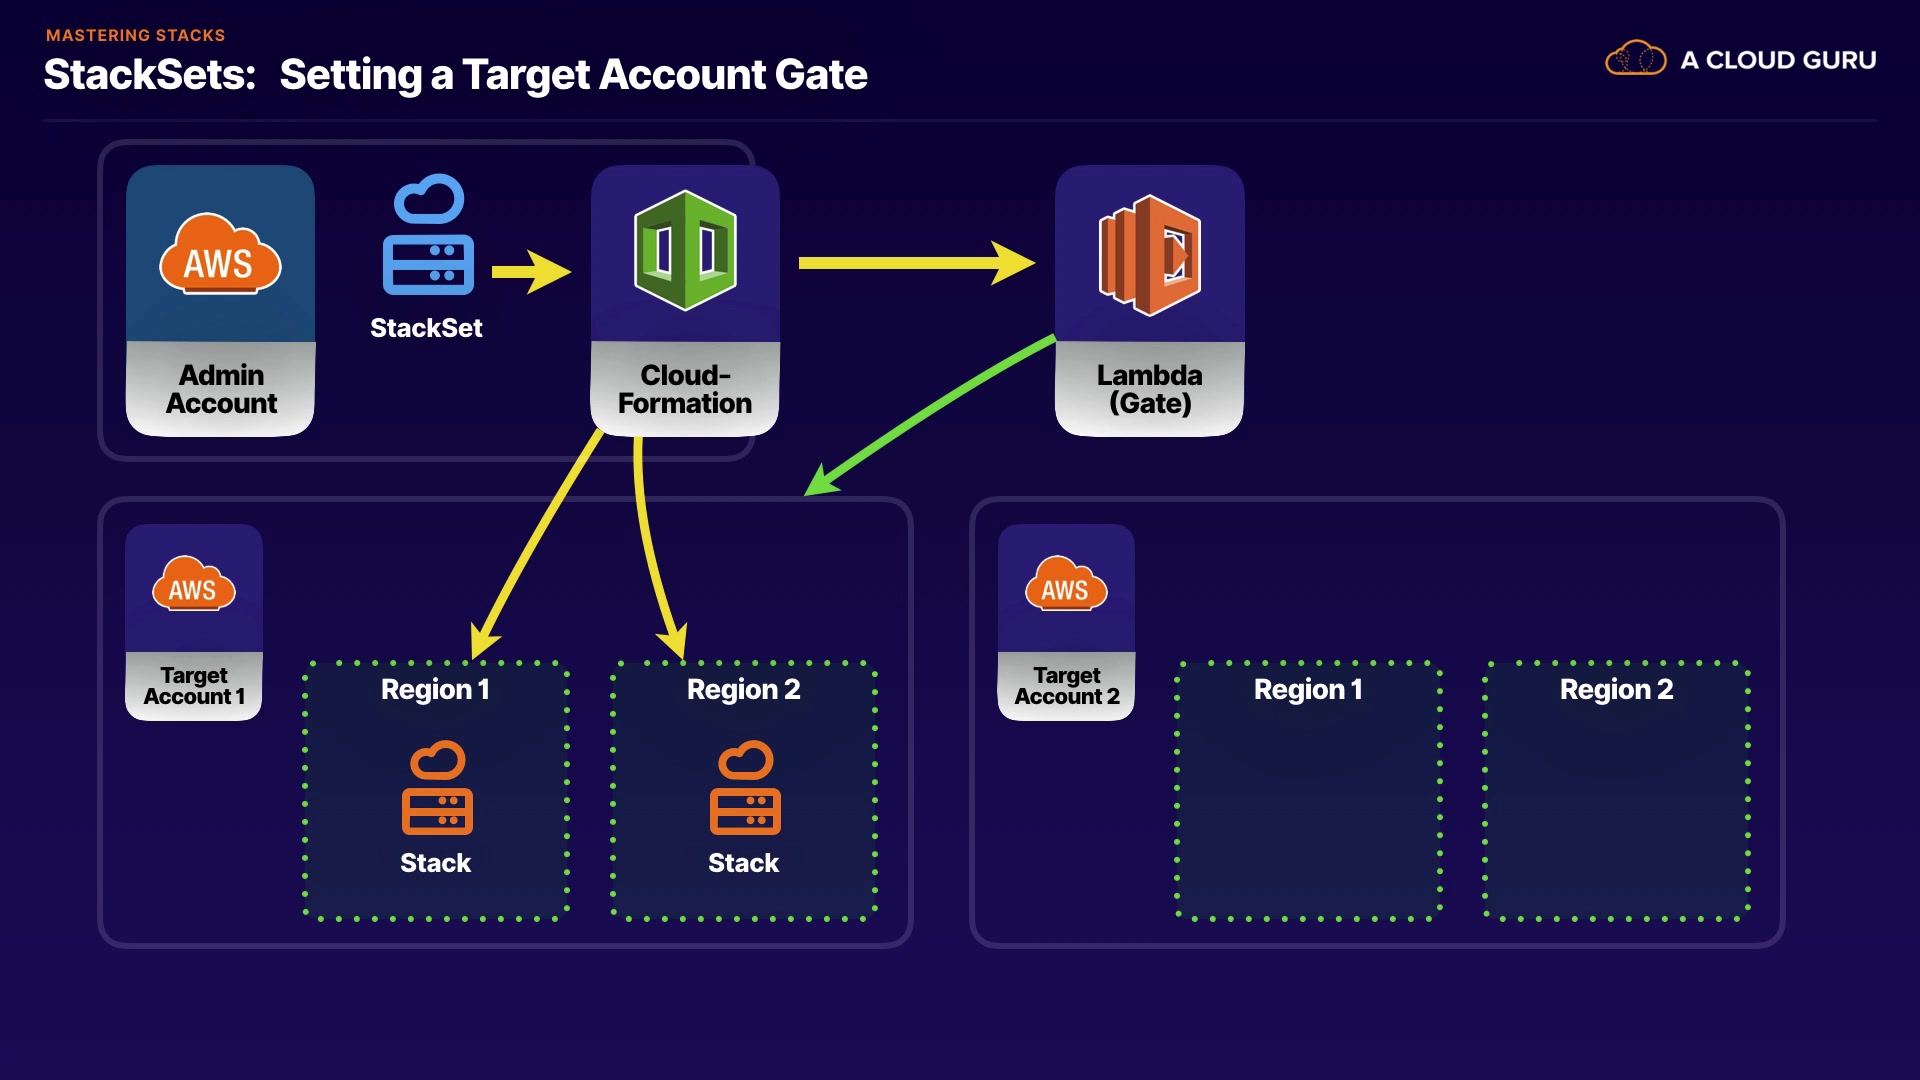 MASTERING STACKS
StackSets: Setting a Target Account Gate
A CLOUD GURU
AWS
Admin
Account
StackSet
Cloud-
Formation
Lambda
(Gate)
AWS
Target
Account 1
Region 1
Stack
Region 2
Stack
AWS
Target
Account 2
Region 1
Region 2